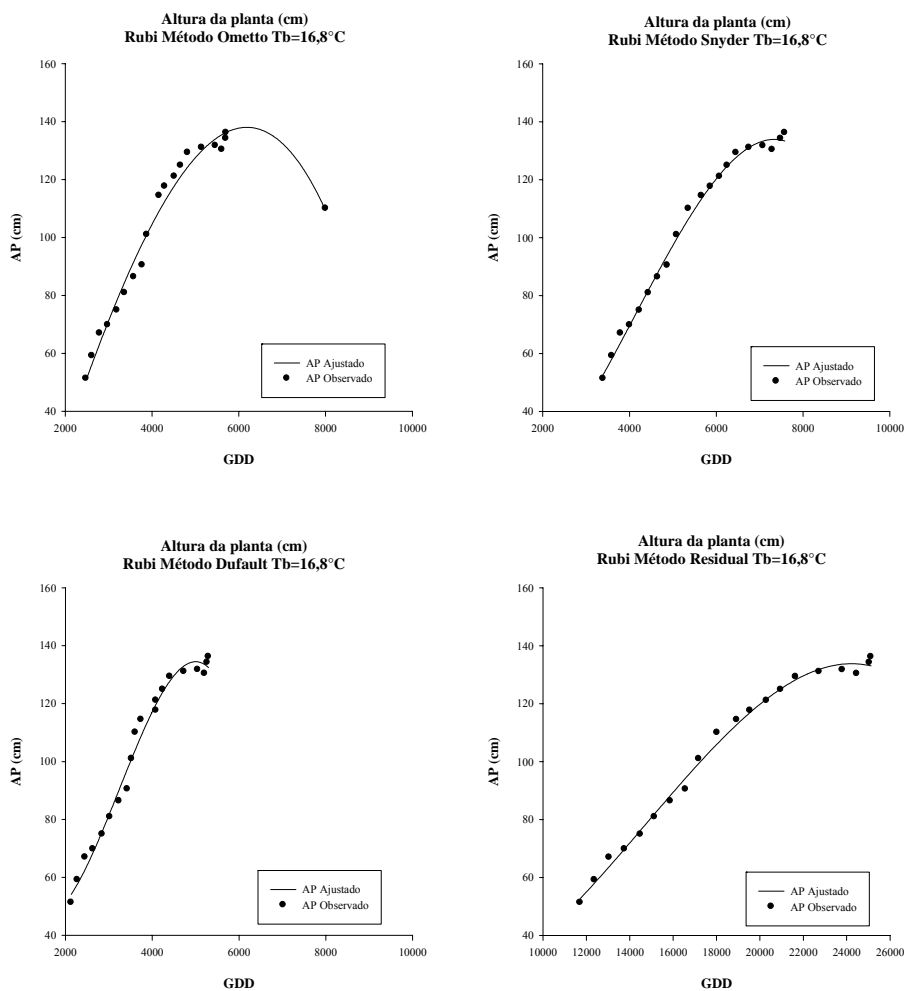 Altura da planta (cm)
Rubi Método Ometto Tb=16,8°C
AP (cm)
160
140
120
100
80
60
40
2000
4000
6000
8000
10000
GDD
AP Ajustado
AP Observado
Altura da planta (cm)
Rubi Método Snyder Tb=16,8°C
AP (cm)
160
140
120
100
80
60
40
2000
4000
6000
8000
10000
GDD
AP Ajustado
AP Observado
Altura da planta (cm)
Rubi Método Dufault Tb=16,8°C
AP (cm)
160
140
120
100
80
60
40
2000
4000
6000
8000
10000
GDD
AP Ajustado
AP Observado
Altura da planta (cm)
Rubi Método Residual Tb=16,8°C
AP (cm)
160
140
120
100
80
60
40
10000
12000
14000
16000
18000
20000
22000
24000
26000
GDD
AP Ajustado
AP Observado